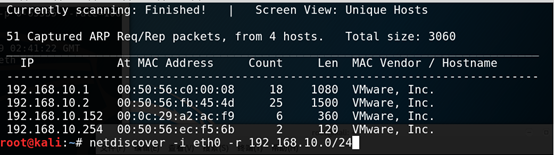 Currently scanning: Finished!   |   Screen View: Unique Hosts
51 Captured ARP Req/Rep packets, from 4 hosts.   Total size: 3060
IP            At MAC Address     Count     Len  MAC Vendor / Hostname
-----------------------------------------------------------------------------
192.168.10.1    00:50:56:c0:00:08     18    1080  VMware, Inc.
192.168.10.2    00:50:56:fb:45:4d     25    1500  VMware, Inc.
192.168.10.152  00:0c:29:a2:ac:f9      6     360  VMware, Inc.
192.168.10.254  00:50:56:ec:f5:6b      2     120  VMware, Inc.
root@kali:~# netdiscover -i eth0 -r 192.168.10.0/24